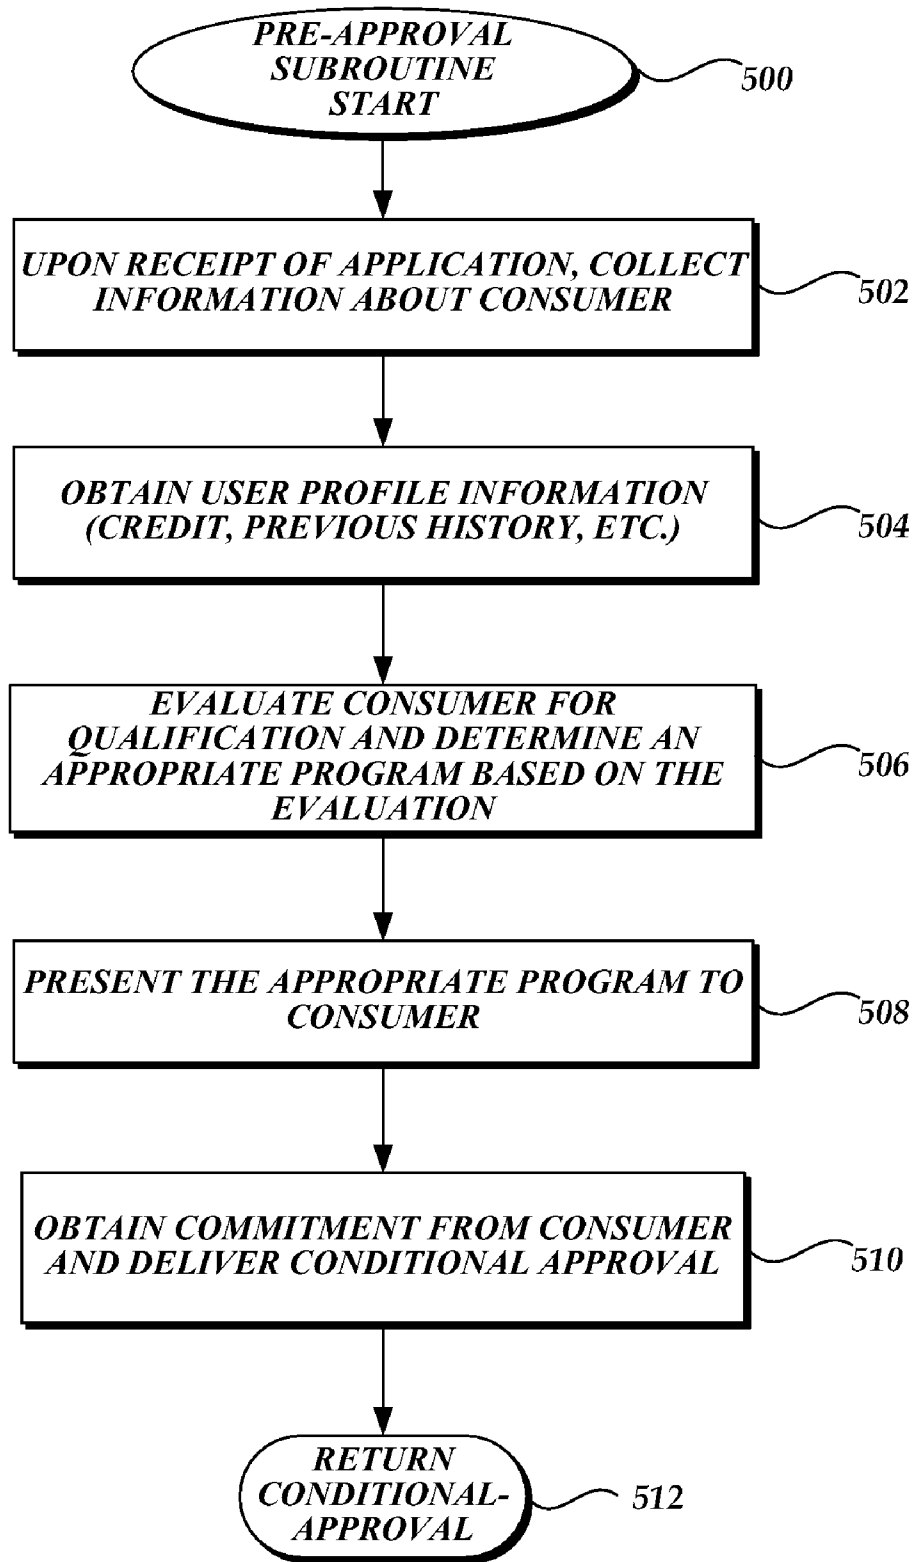 PRE-APPROVAL
SUBROUTINE
START
500
UPON RECEIPT OF APPLICATION, COLLECT
INFORMATION ABOUT CONSUMER
502
OBTAIN USER PROFILE INFORMATION
(CREDIT, PREVIOUS HISTORY, ETC.)
504
EVALUATE CONSUMER FOR
QUALIFICATION AND DETERMINE AN
APPROPRIATE PROGRAM BASED ON THE
EVALUATION
506
PRESENT THE APPROPRIATE PROGRAM TO
CONSUMER
508
OBTAIN COMMITMENT FROM CONSUMER
AND DELIVER CONDITIONAL APPROVAL
510
RETURN
CONDITIONAL-
APPROVAL
512